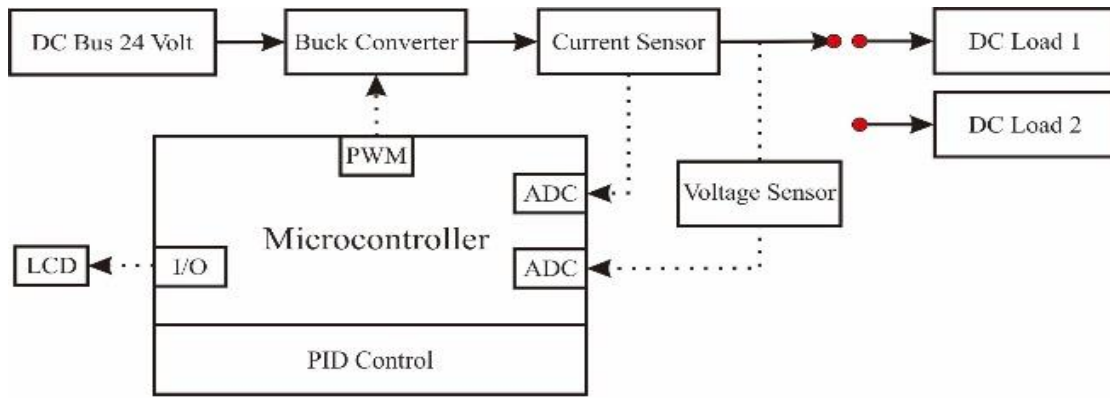 DC Bus 24 Volt
Buck Converter
Current Sensor
DC Load 1
DC Load 2
PWM
ADC
Voltage Sensor
Microcontroller
LCD
I/O
ADC
PID Control